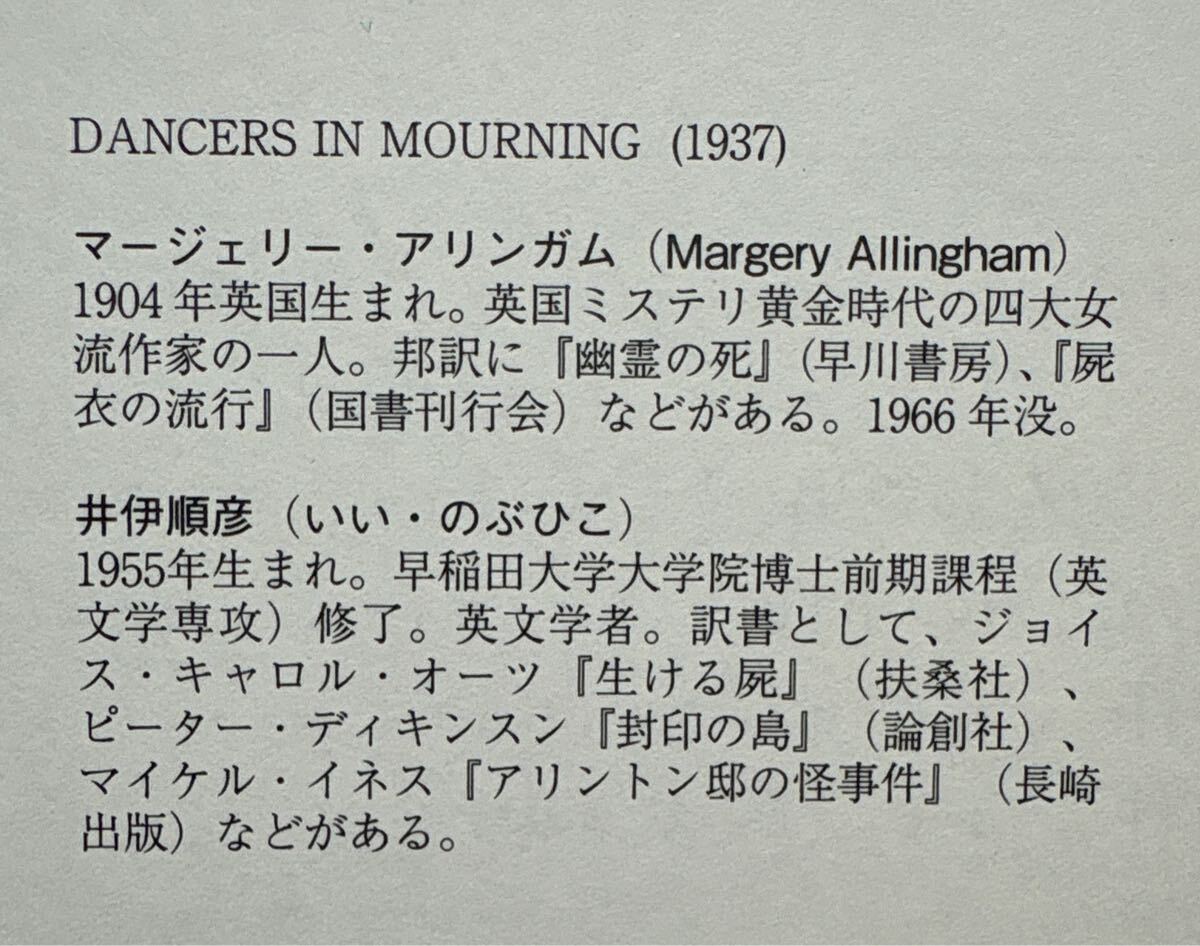 DANCERS IN MOURNING (1937)
マージェリー・アリンガム（Margery Allingham）
1904年英国生まれ。英国ミステリ黄金時代の四大女
流作家の一人。邦訳に『幽霊の死』（早川書房）、『屍
衣の流行』（国書刊行会）などがある。1966年没。
井伊順彦（いい・のぶひこ）
1955年生まれ。早稲田大学大学院博士前期課程（英
文学専攻）修了。英文学者。訳書として、ジョイ
ス・キャロル・オーツ『生ける屍』（扶桑社）、
ピーター・ディキンスン『封印の島』（論創社）、
マイケル・イネス『アリントン邸の怪事件』（長崎
出版）などがある。